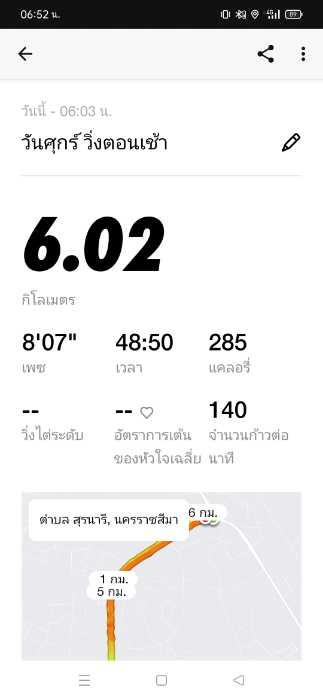 06:52 น.
89
วันนี้ - 06:03 น.
วันศุกร์ วิ่งตอนเช้า
6.02
กิโลเมตร
8'07" 48:50 285
เพซ เวลา แคลอรี่
-- -- 140
วิ่งไต่ระดับ อัตราการเต้น จำนวนก้าวต่อ
ของหัวใจเฉลี่ย นาที
ตำบล สุรนารี, นครราชสีมา 6 กม.
1 กม.
5 กม.